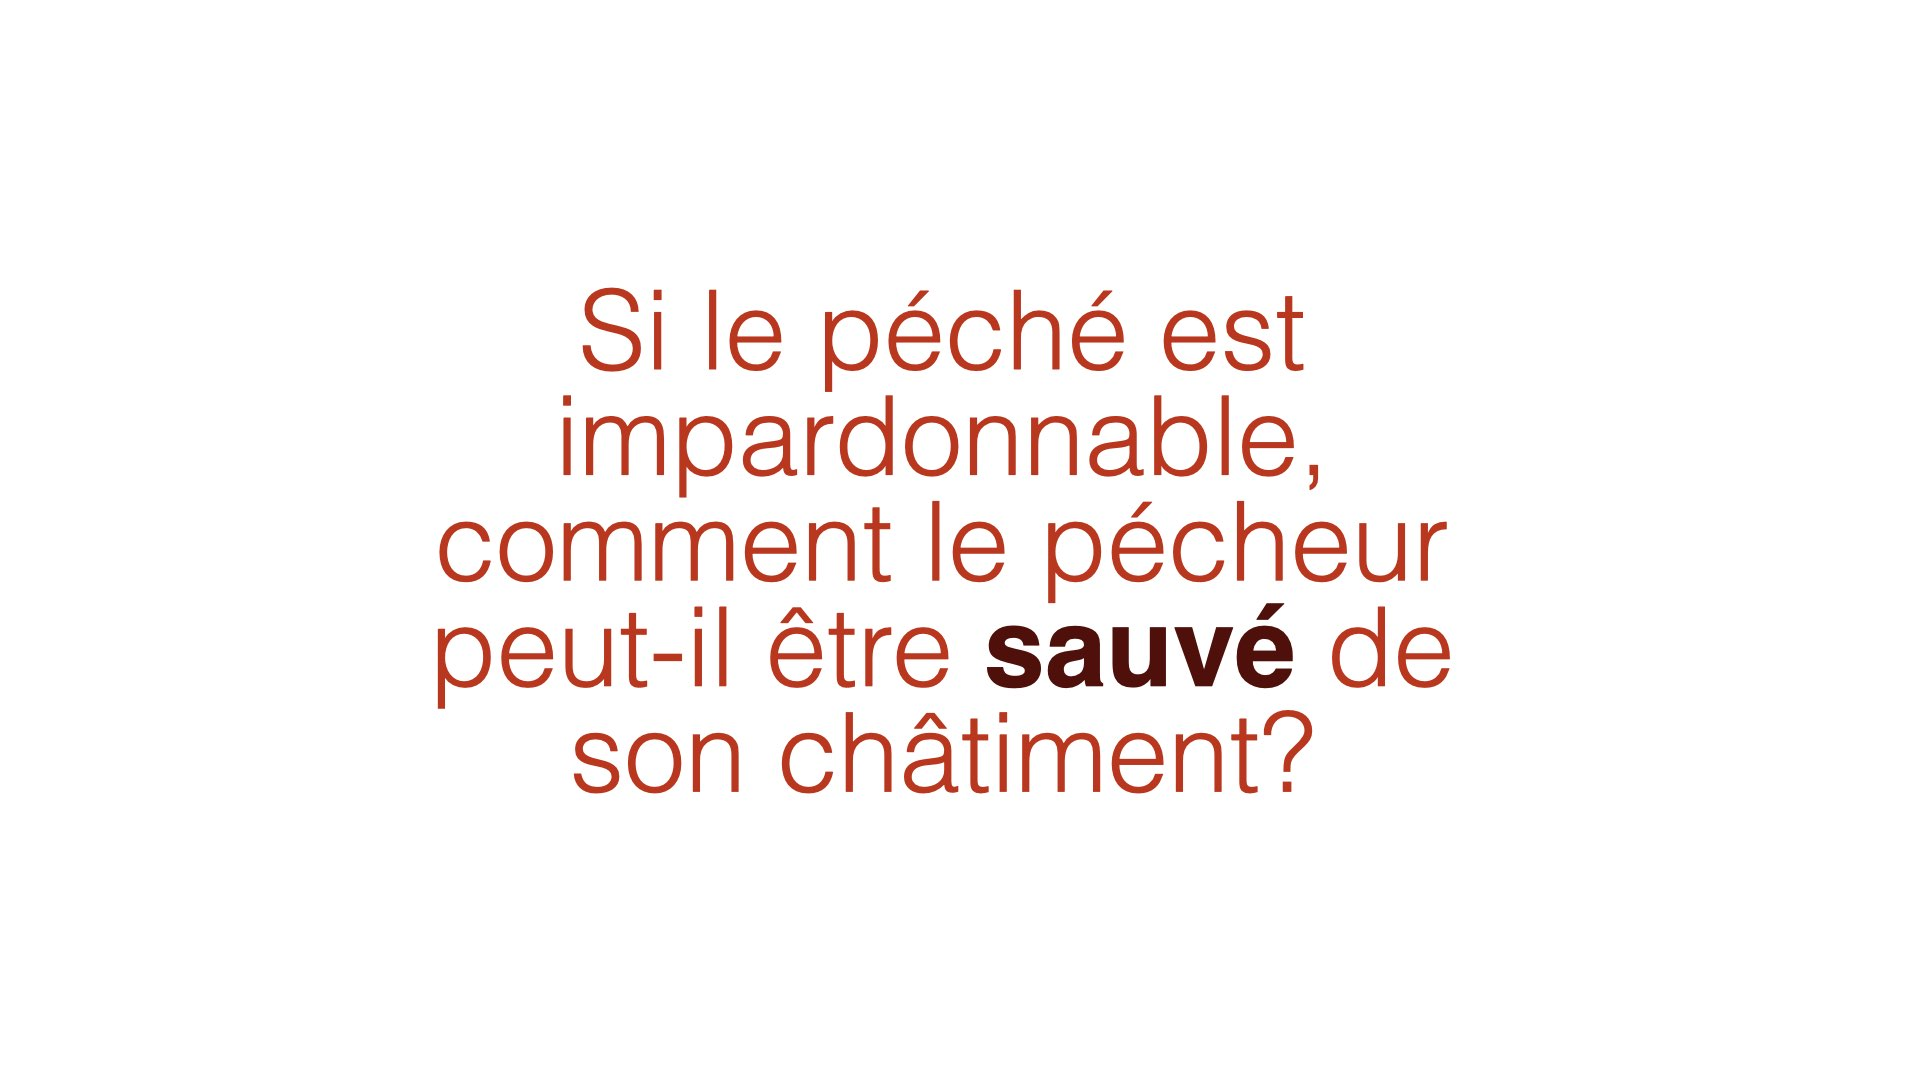 Si le péché est
impardonnable,
comment le pécheur
peut-il être sauvé de
son châtiment?